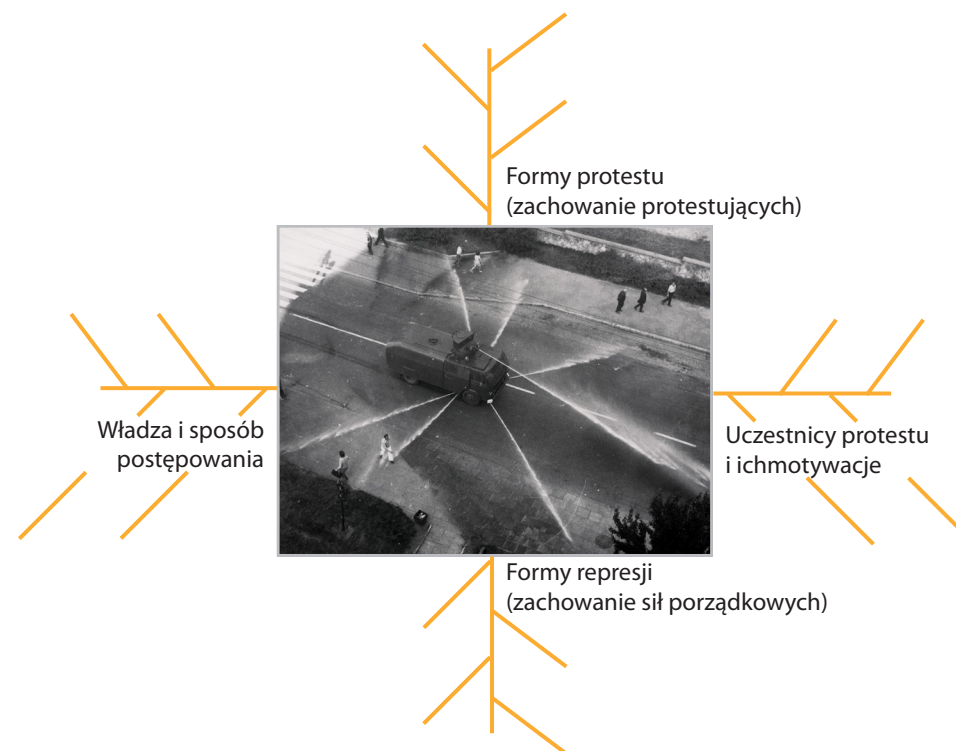 Formy protestu
(zachowanie protestujących)
Władza i sposób
postępowania
Uczestnicy protestu
i ichmotywacje
Formy represji
(zachowanie sił porządkowych)